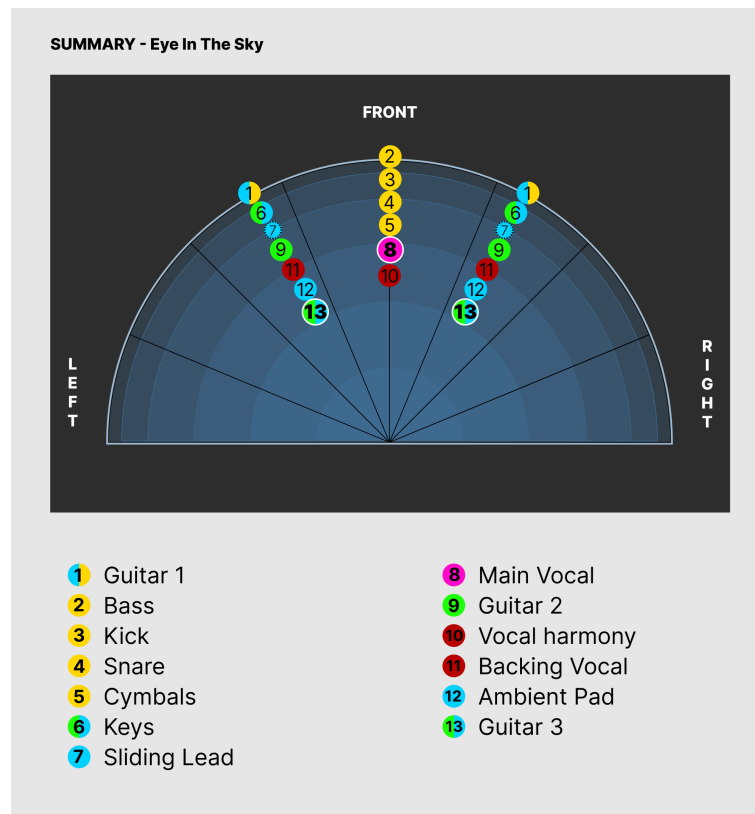 SUMMARY - Eye In The Sky
FRONT
2
1 3 1
6 4 6
7 5 7
9 8 9
11 10 11
12 12
13 13
LEFT
RIGHT
1 Guitar 1
2 Bass
3 Kick
4 Snare
5 Cymbals
6 Keys
7 Sliding Lead
8 Main Vocal
9 Guitar 2
10 Vocal harmony
11 Backing Vocal
12 Ambient Pad
13 Guitar 3